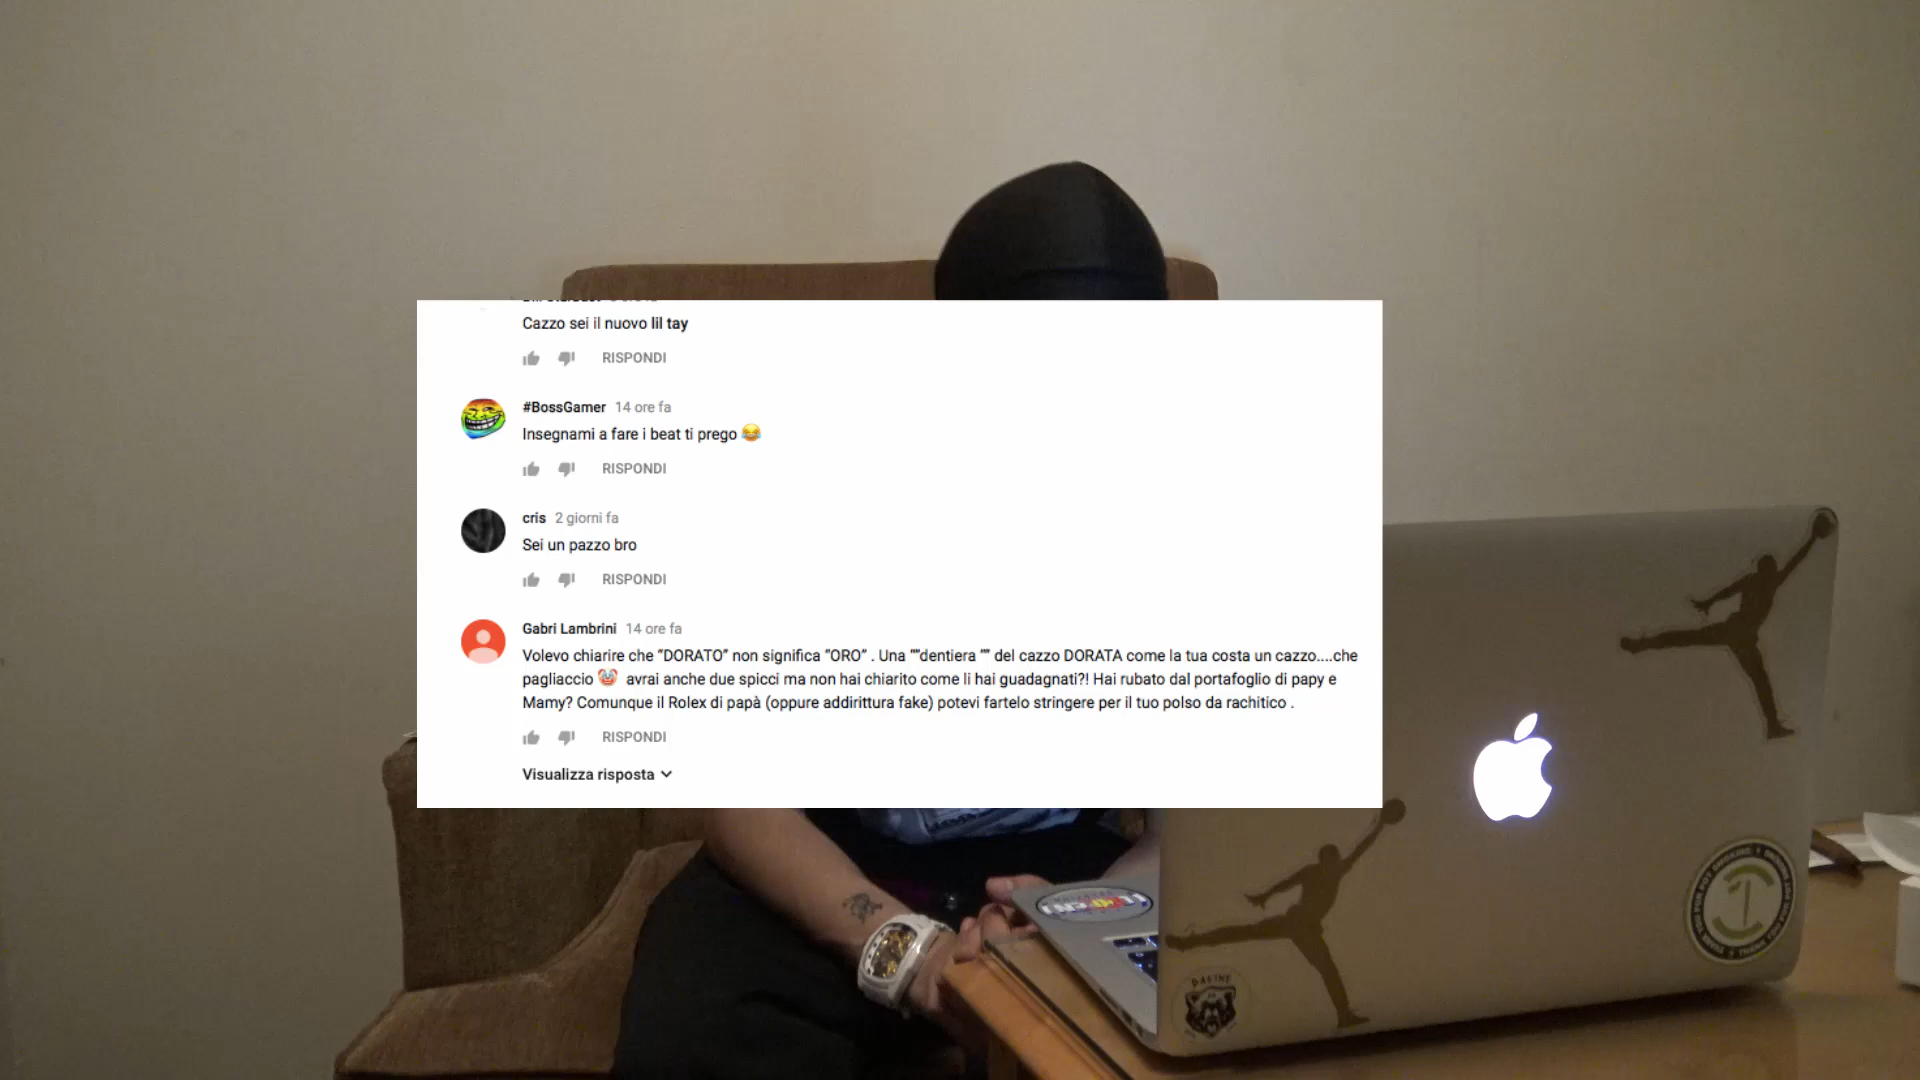 Cazzo sei il nuovo lil tay
RISPONDI
#BossGamer 14 ore fa
Insegnami a fare i beat ti prego 😂
RISPONDI
cris 2 giorni fa
Sei un pazzo bro
RISPONDI
Gabri Lambrini 14 ore fa
Volevo chiarire che “DORATO” non significa “ORO” . Una “”dentiera “” del cazzo DORATA come la tua costa un cazzo....che
pagliaccio 🤡 avrai anche due spicci ma non hai chiarito come li hai guadagnati?! Hai rubato dal portafoglio di papy e
Mamy? Comunque il Rolex di papà (oppure addirittura fake) potevi fartelo stringere per il tuo polso da rachitico .
RISPONDI
Visualizza risposta
DAVINE